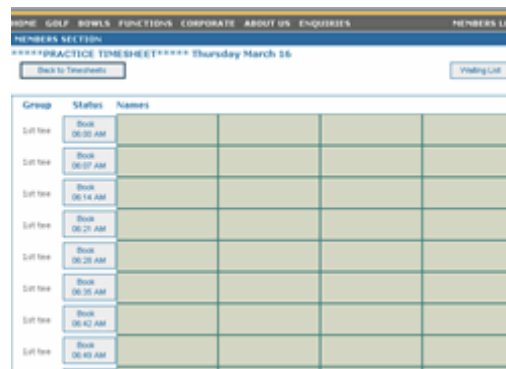 HOME GOLF BOWLS FUNCTIONS CORPORATE ABOUT US ENQUIRIES MEMBERS
MEMBERS SECTION
*****PRACTICE TIMESHEET***** Thursday March 16
Back to Timesheets Waiting List
Group Status Names
1st tee Book 06:00 AM
1st tee Book 06:07 AM
1st tee Book 06:14 AM
1st tee Book 06:21 AM
1st tee Book 06:28 AM
1st tee Book 06:35 AM
1st tee Book 06:42 AM
1st tee Book 06:49 AM